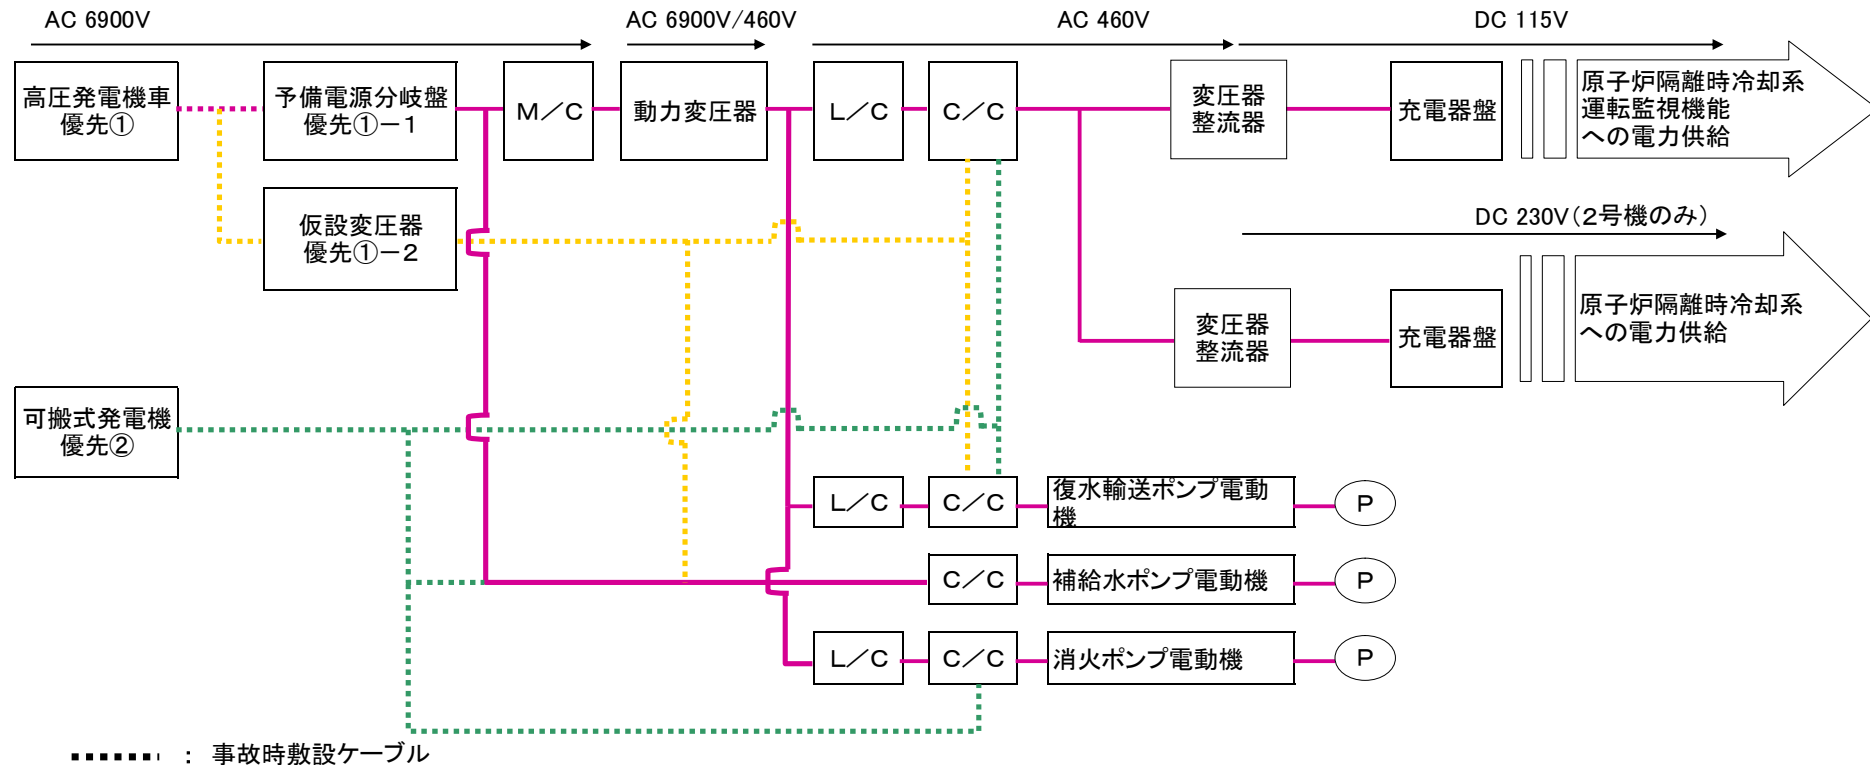 AC 6900V
AC 6900V/460V
AC 460V
DC 115V
高圧発電機車
優先①
予備電源分岐盤
優先①－１
Ｍ／Ｃ
動力変圧器
Ｌ／Ｃ
Ｃ／Ｃ
変圧器
整流器
充電器盤
原子炉隔離時冷却系
運転監視機能
への電力供給
仮設変圧器
優先①－２
DC 230V（２号機のみ）
変圧器
整流器
充電器盤
原子炉隔離時冷却系
への電力供給
可搬式発電機
優先②
Ｌ／Ｃ
Ｃ／Ｃ
復水輸送ポンプ電動
機
Ｐ
Ｃ／Ｃ
補給水ポンプ電動機
Ｐ
Ｌ／Ｃ
Ｃ／Ｃ
消火ポンプ電動機
Ｐ
： 事故時敷設ケーブル